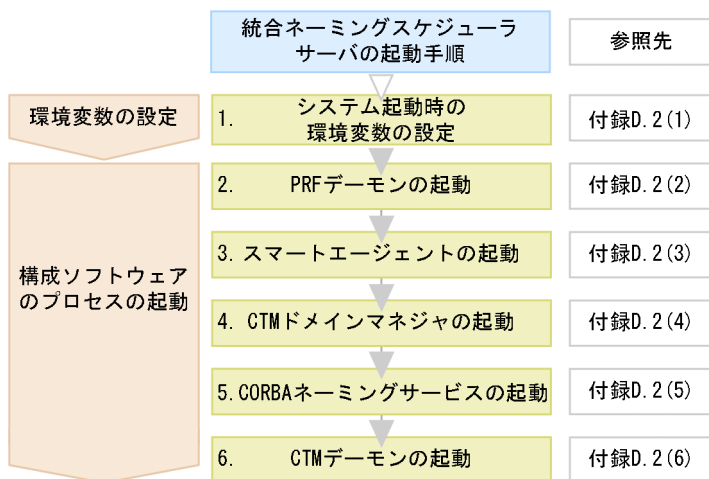 統合ネーミングスケジューラ
サーバの起動手順
参照先
環境変数の設定
1. システム起動時の
環境変数の設定
付録D.2(1)
構成ソフトウェア
のプロセスの起動
2. PRFデーモンの起動
付録D.2(2)
3. スマートエージェントの起動
付録D.2(3)
4. CTMドメインマネジャの起動
付録D.2(4)
5. CORBAネーミングサービスの起動
付録D.2(5)
6. CTMデーモンの起動
付録D.2(6)